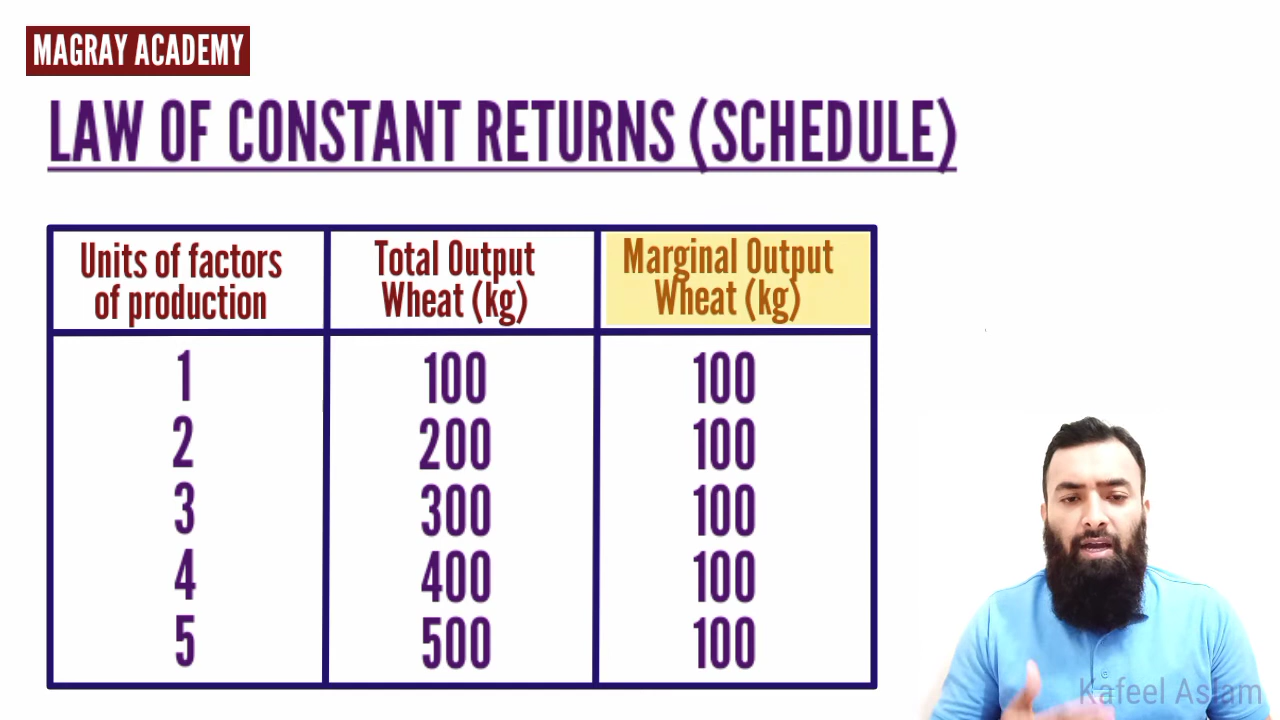 MAGRAY ACADEMY
LAW OF CONSTANT RETURNS (SCHEDULE)
Units of factors of production
Total Output Wheat (kg)
Marginal Output Wheat (kg)
1 100 100
2 200 100
3 300 100
4 400 100
5 500 100
Kafeel Aslam